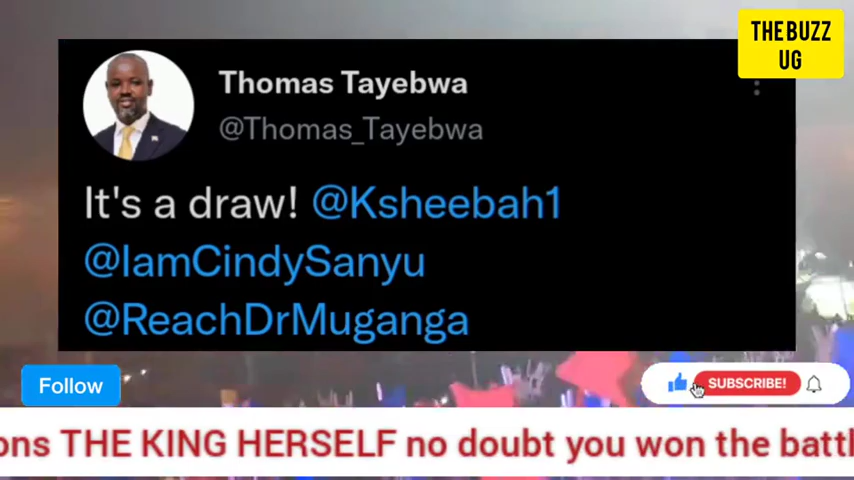 THE BUZZ
UG
Thomas Tayebwa
@Thomas_Tayebwa
It's a draw! @Ksheebah1
@IamCindySanyu
@ReachDrMuganga
Follow
SUBSCRIBE!
THE KING HERSELF no doubt you won the